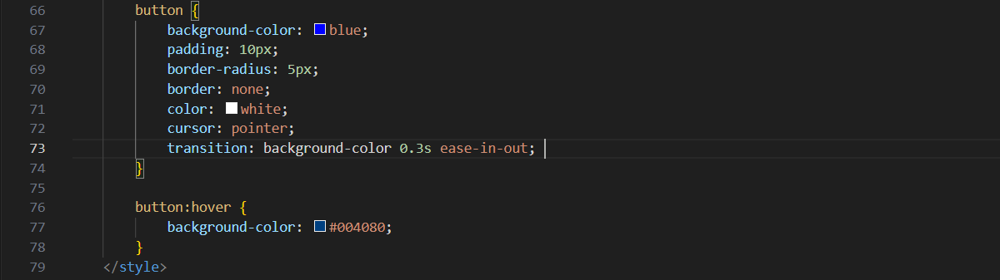 66 button {
67 background-color: blue;
68 padding: 10px;
69 border-radius: 5px;
70 border: none;
71 color: white;
72 cursor: pointer;
73 transition: background-color 0.3s ease-in-out;
74 }
75
76 button:hover {
77 background-color: #004080;
78 }
79 </style>